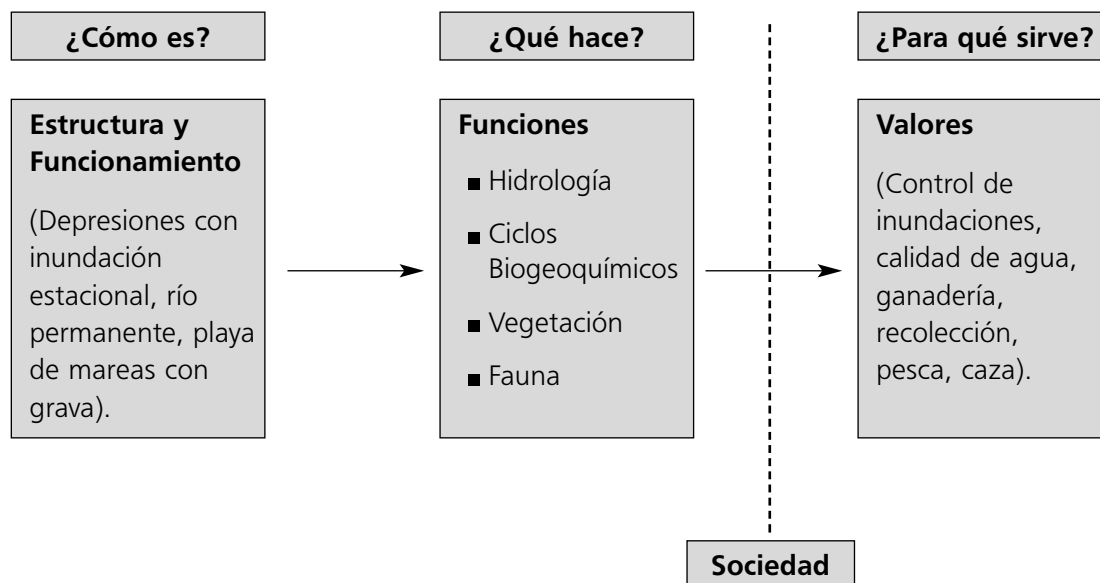 ¿Cómo es?
¿Qué hace?
¿Para qué sirve?
Estructura y
Funcionamiento
(Depresiones con
inundación
estacional, río
permanente, playa
de mareas con
grava).
Funciones
■ Hidrología
■ Ciclos
Biogeoquímicos
■ Vegetación
■ Fauna
Valores
(Control de
inundaciones,
calidad de agua,
ganadería,
recolección,
pesca, caza).
Sociedad